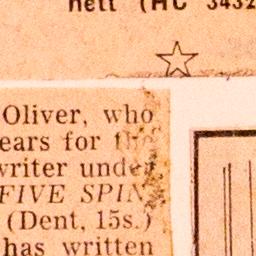 nett (HC 3432
Oliver, who
ears for the
writer under
FIVE SPIN
(Dent, 15s.)
has written